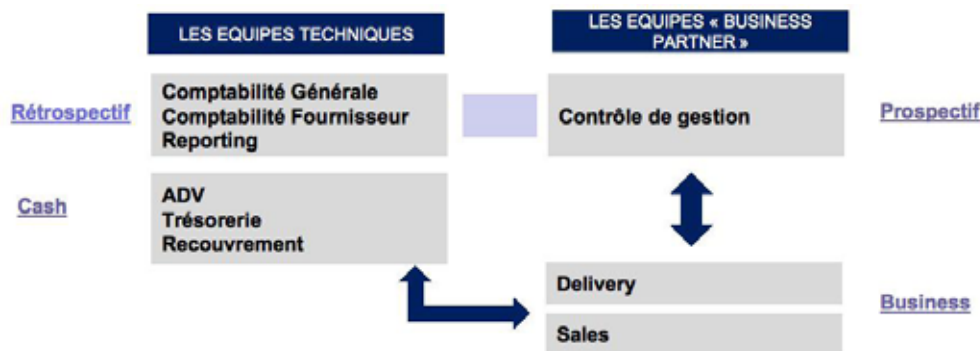 LES EQUIPES TECHNIQUES
LES EQUIPES « BUSINESS
PARTNER »
Rétrospectif
Comptabilité Générale
Comptabilité Fournisseur
Reporting
Contrôle de gestion
Prospectif
Cash
ADV
Trésorerie
Recouvrement
Delivery
Sales
Business